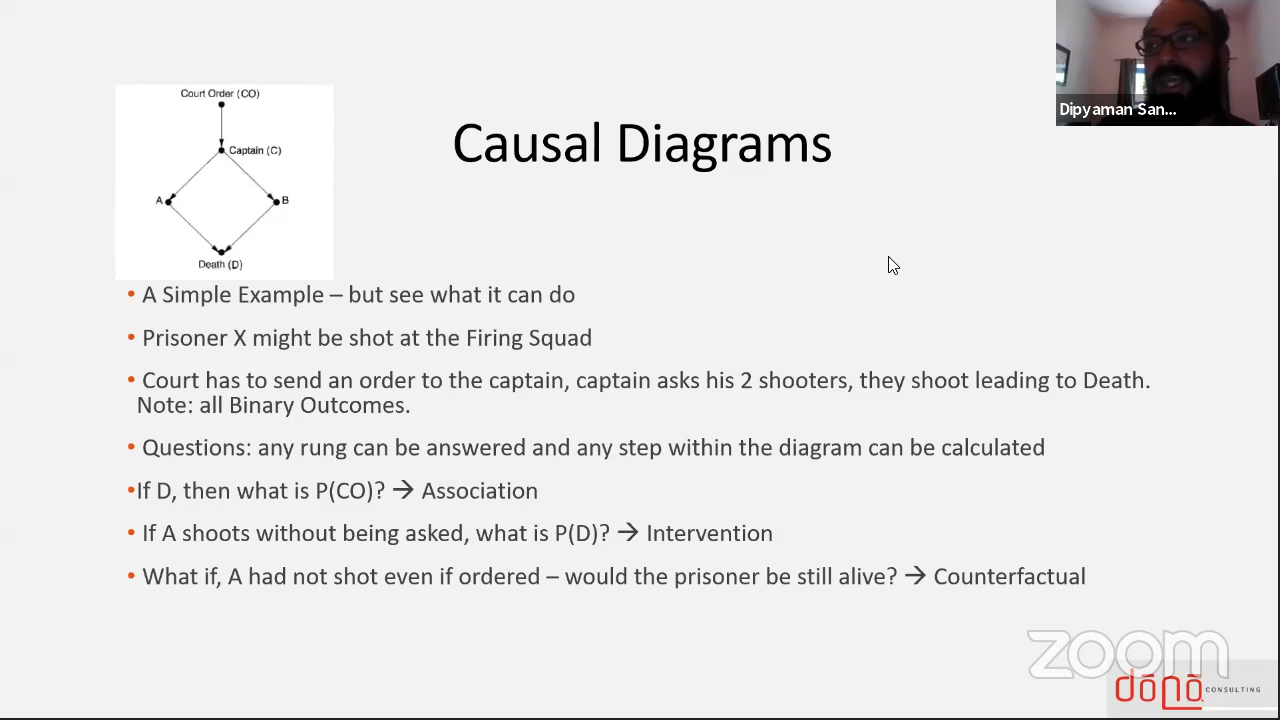 Court Order (CO)
Captain (C)
A
B
Death (D)
Causal Diagrams
Dipyaman San...
• A Simple Example – but see what it can do
• Prisoner X might be shot at the Firing Squad
• Court has to send an order to the captain, captain asks his 2 shooters, they shoot leading to Death.
Note: all Binary Outcomes.
• Questions: any rung can be answered and any step within the diagram can be calculated
•If D, then what is P(CO)? → Association
• If A shoots without being asked, what is P(D)? → Intervention
• What if, A had not shot even if ordered – would the prisoner be still alive? → Counterfactual
zoom
dōnō CONSULTING